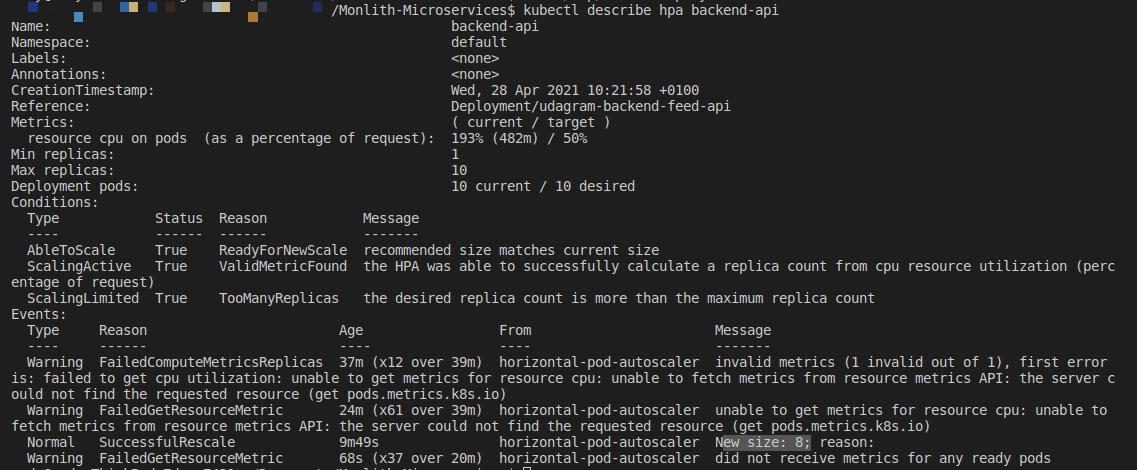 /Monlith-Microservices$ kubectl describe hpa backend-api
Name: backend-api
Namespace: default
Labels: <none>
Annotations: <none>
CreationTimestamp: Wed, 28 Apr 2021 10:21:58 +0100
Reference: Deployment/udagram-backend-feed-api
Metrics: ( current / target )
resource cpu on pods (as a percentage of request): 193% (482m) / 50%
Min replicas: 1
Max replicas: 10
Deployment pods: 10 current / 10 desired
Conditions:
Type Status Reason Message
---- ------ ------ -------
AbleToScale True ReadyForNewScale recommended size matches current size
ScalingActive True ValidMetricFound the HPA was able to successfully calculate a replica count from cpu resource utilization (perc
entage of request)
ScalingLimited True TooManyReplicas the desired replica count is more than the maximum replica count
Events:
Type Reason Age From Message
---- ------ ---- ---- -------
Warning FailedComputeMetricsReplicas 37m (x12 over 39m) horizontal-pod-autoscaler invalid metrics (1 invalid out of 1), first error
is: failed to get cpu utilization: unable to get metrics for resource cpu: unable to fetch metrics from resource metrics API: the server c
ould not find the requested resource (get pods.metrics.k8s.io)
Warning FailedGetResourceMetric 24m (x61 over 39m) horizontal-pod-autoscaler unable to get metrics for resource cpu: unable to
fetch metrics from resource metrics API: the server could not find the requested resource (get pods.metrics.k8s.io)
Normal SuccessfulRescale 9m49s horizontal-pod-autoscaler New size: 8; reason:
Warning FailedGetResourceMetric 68s (x37 over 20m) horizontal-pod-autoscaler did not receive metrics for any ready pods